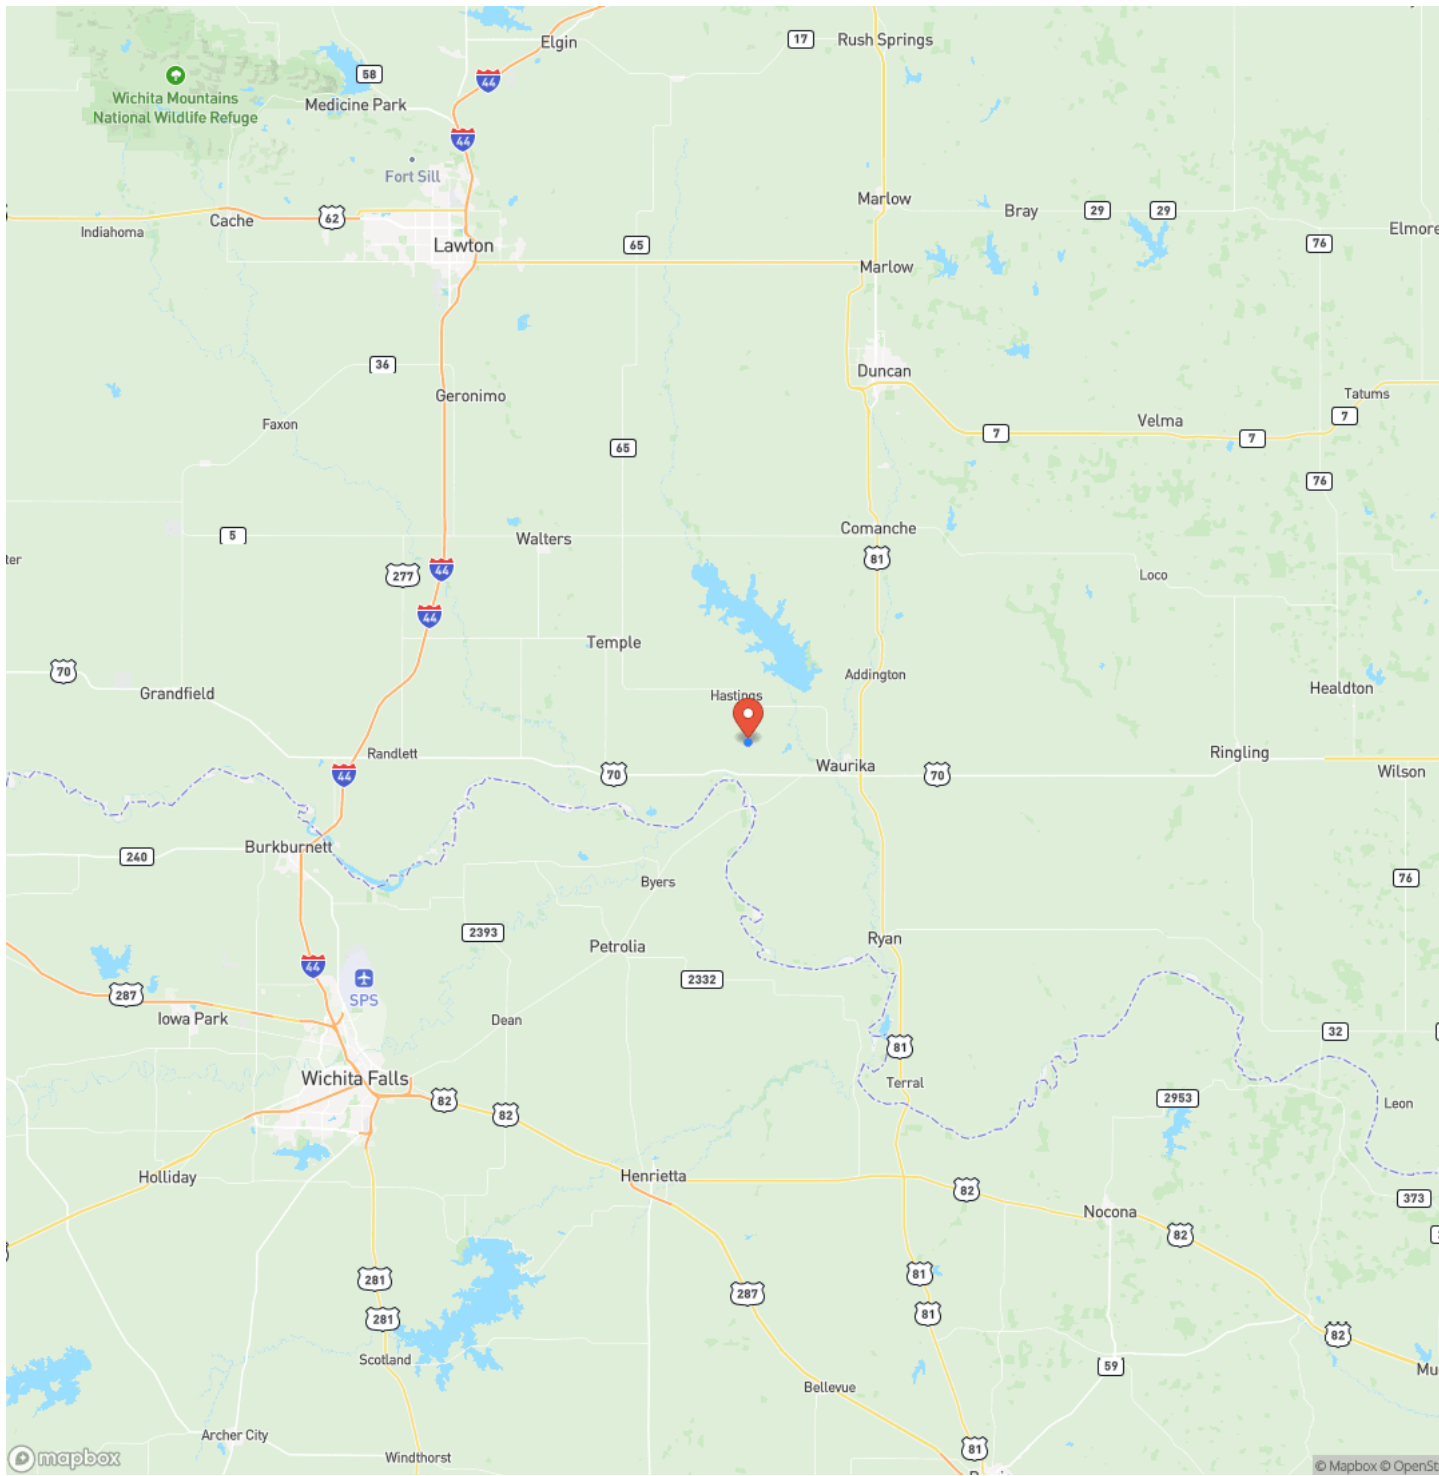 Elgin
17
Rush Springs
44
58
Wichita Mountains
National Wildlife Refuge
Medicine Park
44
Fort Sill
Marlow
Bray
29
29
62
Cache
Indiahoma
Elmore
Lawton
65
76
Marlow
36
Duncan
Geronimo
Tatums
7
Faxon
Velma
7
7
65
76
Comanche
5
Walters
81
ter
44
277
Loco
44
Temple
70
Addington
Grandfield
Hastings
Healdton
Randlett
Ringling
Waurika
44
70
70
Wilson
Burkburnett
240
Byers
76
2393
Ryan
Petrolia
44
2332
287
SPS
Iowa Park
Dean
32
81
Wichita Falls
Terral
82
2953
Leon
82
Holliday
Henrietta
82
373
Nocona
82
281
81
287
281
81
82
Scotland
59
Mu
Bellevue
Archer City
81
Windthorst
mapbox
© Mapbox © OpenSt